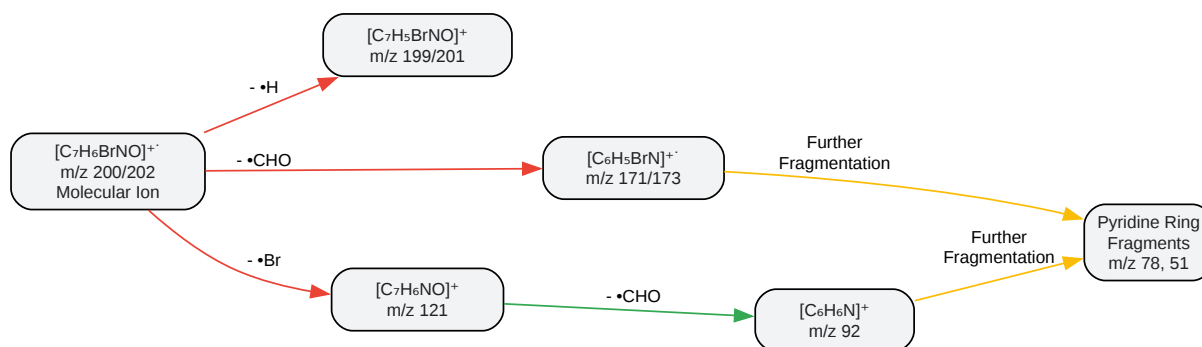 [C₇H₅BrNO]⁺
m/z 199/201
- •H
[C₇H₆BrNO]⁺˙
m/z 200/202
Molecular Ion
- •CHO
[C₆H₅BrN]⁺˙
m/z 171/173
Further
Fragmentation
- •Br
[C₇H₆NO]⁺
m/z 121
- •CHO
[C₆H₆N]⁺
m/z 92
Further
Fragmentation
Pyridine Ring
Fragments
m/z 78, 51